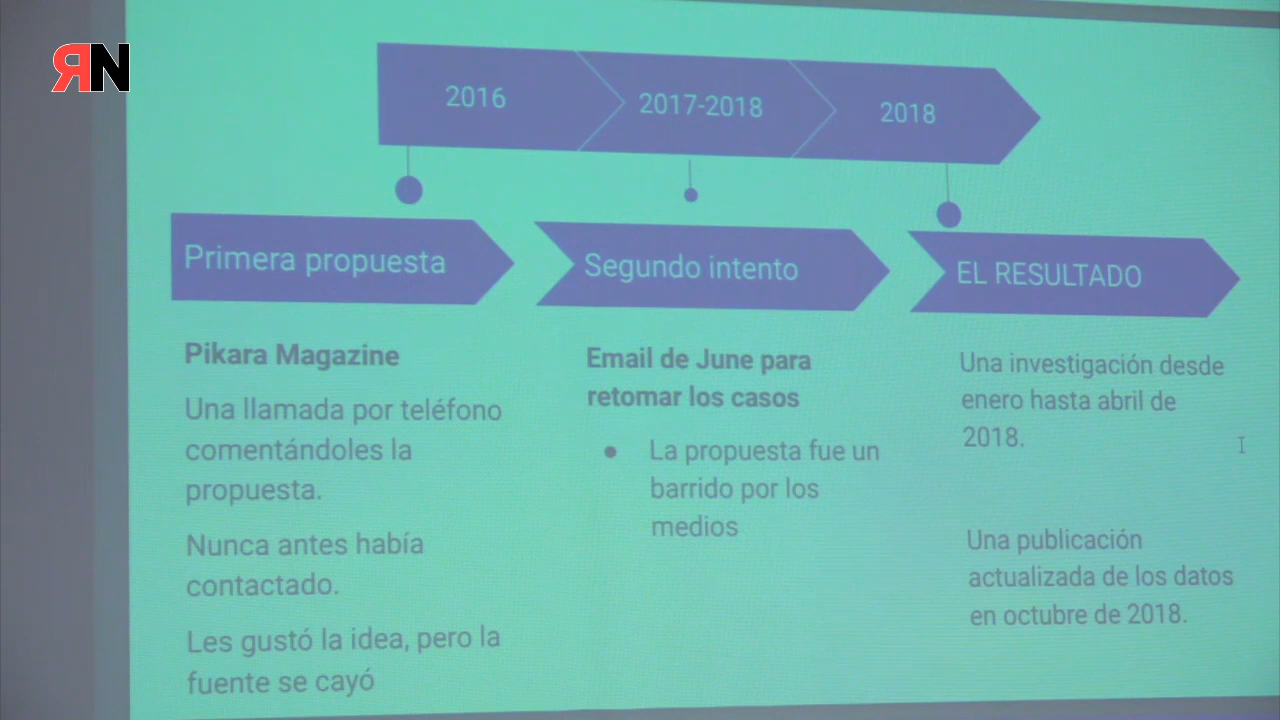 RN
2016
2017-2018
2018
Primera propuesta
Segundo intento
EL RESULTADO
Pikara Magazine
Una llamada por teléfono
comentándoles la
propuesta.
Nunca antes había
contactado.
Les gustó la idea, pero la
fuente se cayó
Email de June para
retomar los casos
● La propuesta fue un
barrido por los
medios
Una investigación desde
enero hasta abril de
2018.
Una publicación
actualizada de los datos
en octubre de 2018.